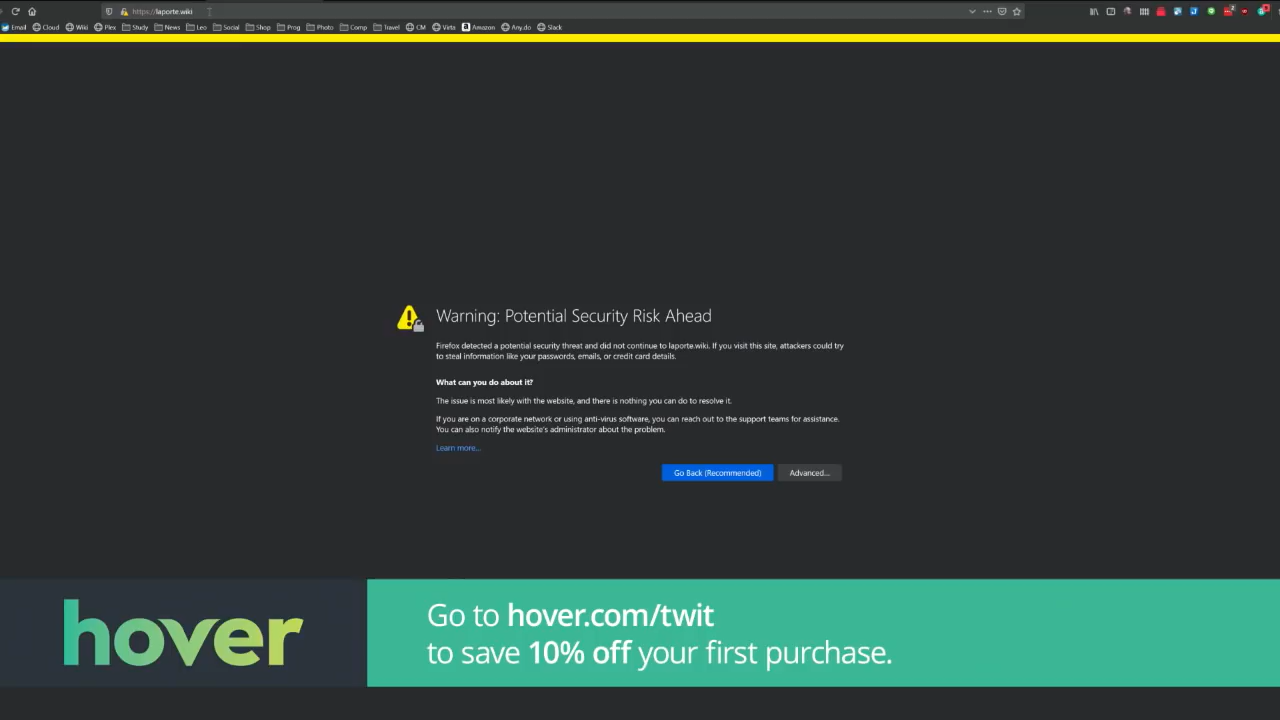 https://laporte.wiki
Email Cloud Wiki Plex Study News Leo Social Shop Prog Photo Comp Travel CM Virta Amazon Any.do Slack
Warning: Potential Security Risk Ahead
Firefox detected a potential security threat and did not continue to laporte.wiki. If you visit this site, attackers could try
to steal information like your passwords, emails, or credit card details.
What can you do about it?
The issue is most likely with the website, and there is nothing you can do to resolve it.
If you are on a corporate network or using anti-virus software, you can reach out to the support teams for assistance.
You can also notify the website's administrator about the problem.
Learn more...
Go Back (Recommended) Advanced...
hover
Go to hover.com/twit
to save 10% off your first purchase.